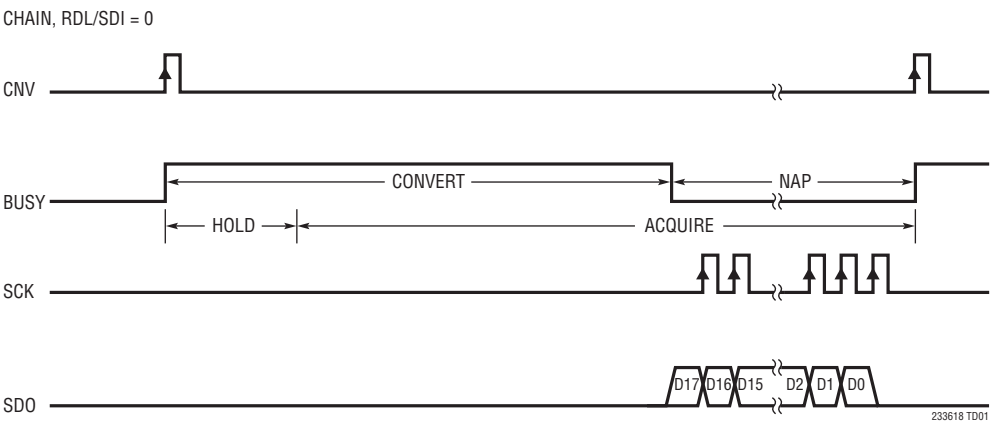 CHAIN, RDL/SDI = 0
CNV
CONVERT NAP
BUSY
HOLD ACQUIRE
SCK
D17 D16 D15 D2 D1 D0
SDO
233618 TD01